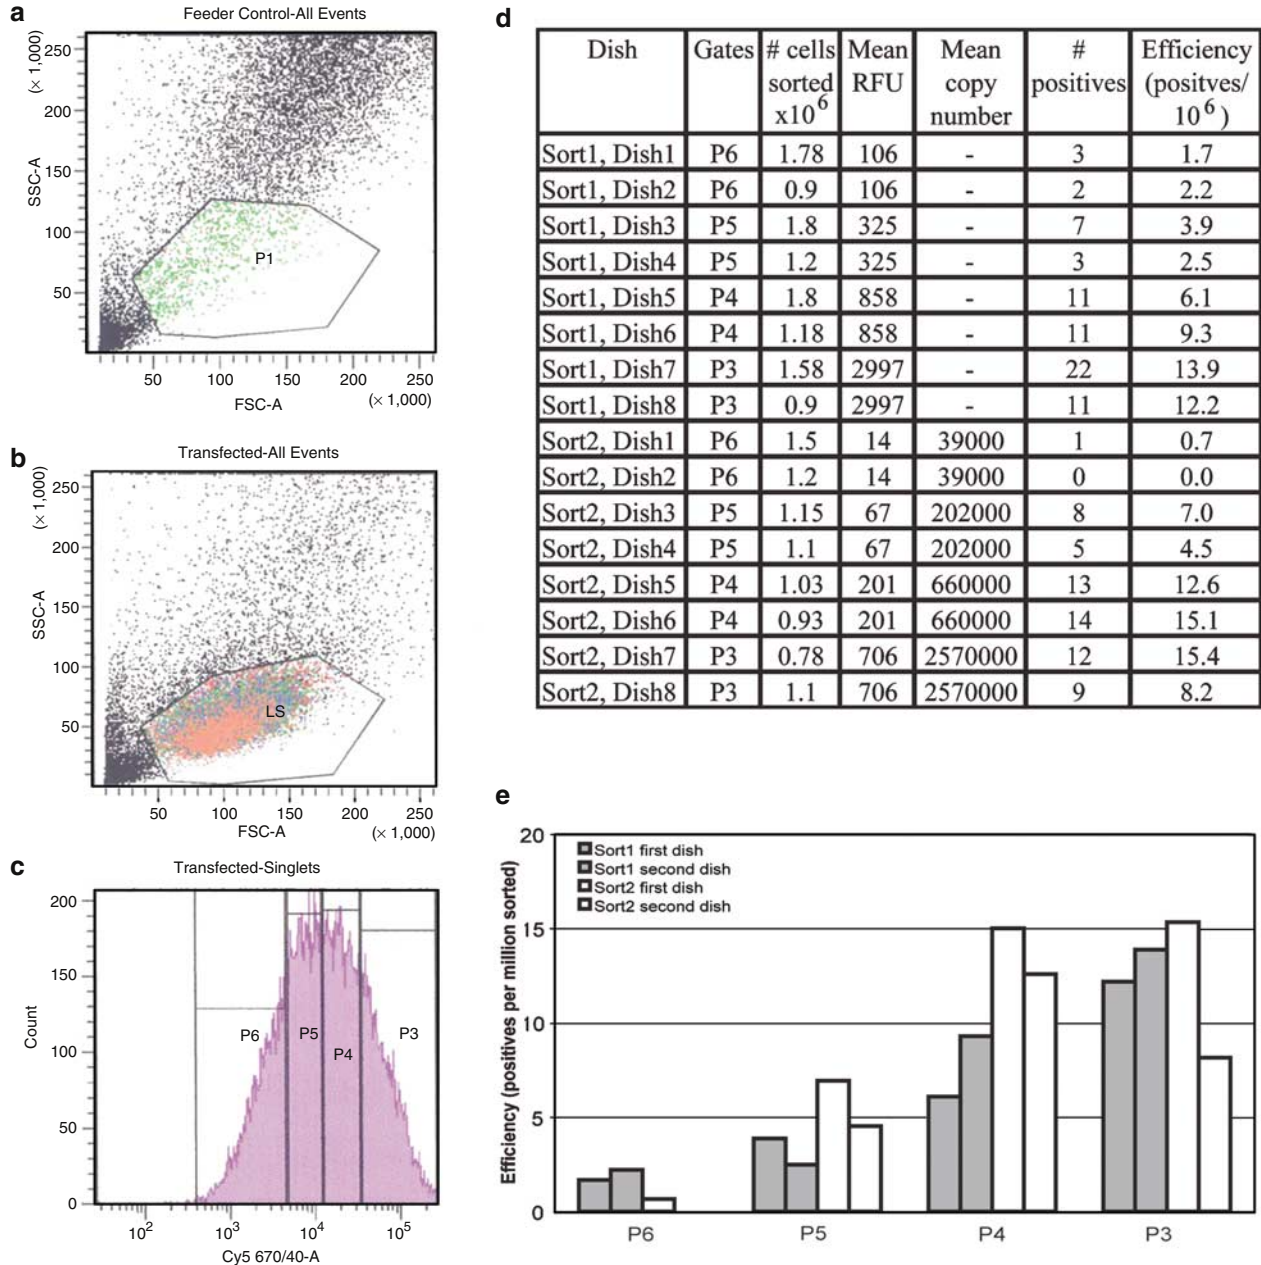 a
Feeder Control-All Events
(× 1,000)
SSC-A
250
200
150
100
50
P1
50 100 150 200 250
FSC-A (× 1,000)
b
Transfected-All Events
(× 1,000)
SSC-A
250
200
150
100
50
LS
50 100 150 200 250
FSC-A (× 1,000)
c
Transfected-Singlets
Count
200
150
100
50
0
P6 P5 P4 P3
10² 10³ 10⁴ 10⁵
Cy5 670/40-A
d
Dish Gates # cells sorted x10⁶ Mean RFU Mean copy number # positives Efficiency (positves/ 10⁶ )
Sort1, Dish1 P6 1.78 106 - 3 1.7
Sort1, Dish2 P6 0.9 106 - 2 2.2
Sort1, Dish3 P5 1.8 325 - 7 3.9
Sort1, Dish4 P5 1.2 325 - 3 2.5
Sort1, Dish5 P4 1.8 858 - 11 6.1
Sort1, Dish6 P4 1.18 858 - 11 9.3
Sort1, Dish7 P3 1.58 2997 - 22 13.9
Sort1, Dish8 P3 0.9 2997 - 11 12.2
Sort2, Dish1 P6 1.5 14 39000 1 0.7
Sort2, Dish2 P6 1.2 14 39000 0 0.0
Sort2, Dish3 P5 1.15 67 202000 8 7.0
Sort2, Dish4 P5 1.1 67 202000 5 4.5
Sort2, Dish5 P4 1.03 201 660000 13 12.6
Sort2, Dish6 P4 0.93 201 660000 14 15.1
Sort2, Dish7 P3 0.78 706 2570000 12 15.4
Sort2, Dish8 P3 1.1 706 2570000 9 8.2
e
Efficiency (positives per million sorted)
20
15
10
5
0
Sort1 first dish
Sort1 second dish
Sort2 first dish
Sort2 second dish
P6 P5 P4 P3